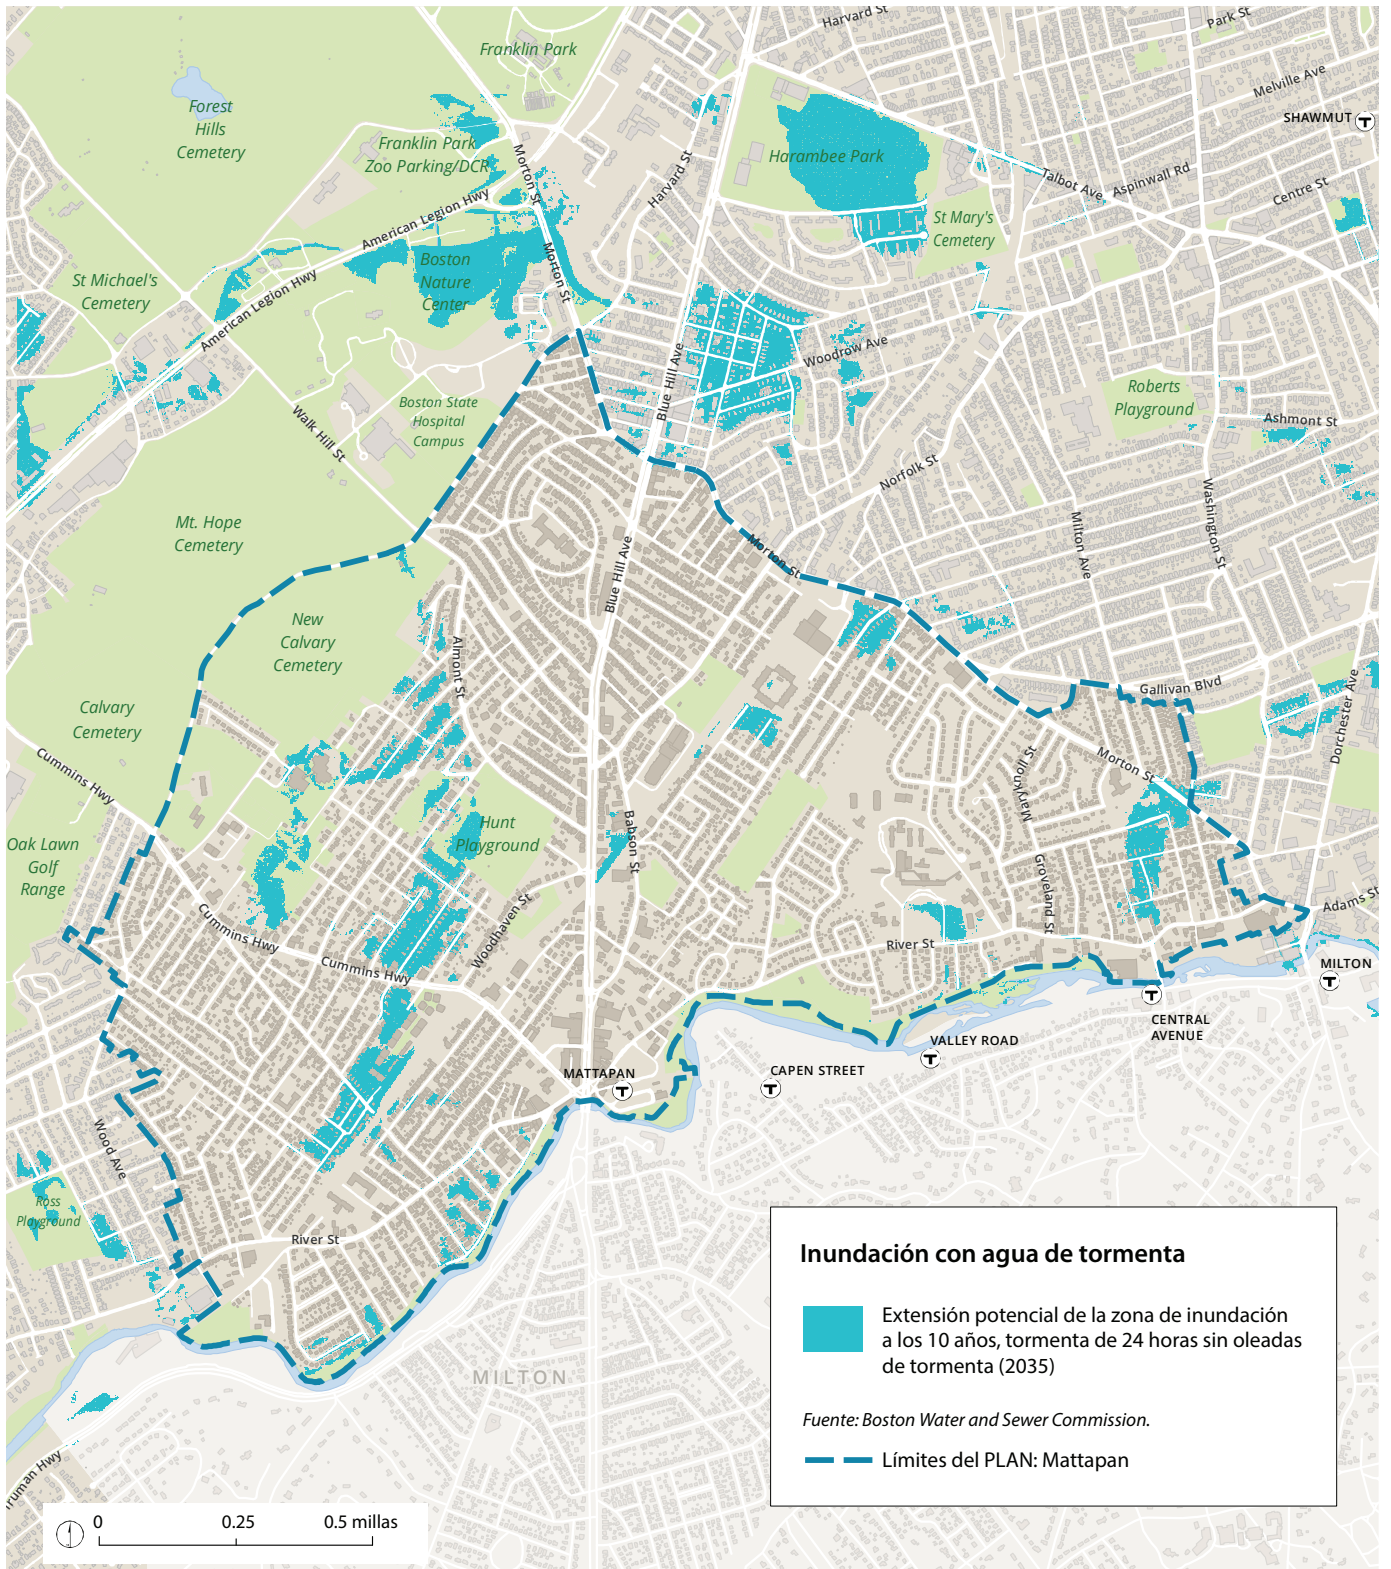 Harvard St
Park St
Franklin Park
Melville Ave
Forest
Hills
Cemetery
SHAWMUT
T
Franklin Park
Zoo Parking/DCR
Morton St
Harvard St
Harambee Park
Talbot Ave
Aspinwall Rd
Centre St
American Legion Hwy
St Mary's
Cemetery
Boston
Nature
Center
Morton St
St Michael's
Cemetery
American Legion Hwy
Blue Hill Ave
Woodrow Ave
Boston State
Hospital
Campus
Roberts
Playground
Walk Hill St
Ashmont St
Norfolk St
Mt. Hope
Cemetery
Washington St
Milton Ave
Morton St
Blue Hill Ave
New
Calvary
Cemetery
Almont St
Gallivan Blvd
Calvary
Cemetery
Dorchester Ave
Cummins Hwy
Maryknoll St
Morton St
Hunt
Playground
Babson St
Oak Lawn
Golf
Range
Groveland St
Adams St
Cummins Hwy
Woodhaven St
River St
Cummins Hwy
MILTON
T
T
CENTRAL
AVENUE
VALLEY ROAD
T
MATTAPAN
T
CAPEN STREET
T
Wood Ave
Ross
Playground
River St
MILTON
Truman Hwy
Inundación con agua de tormenta
Extensión potencial de la zona de inundación
a los 10 años, tormenta de 24 horas sin oleadas
de tormenta (2035)
Fuente: Boston Water and Sewer Commission.
Límites del PLAN: Mattapan
0 0.25 0.5 millas